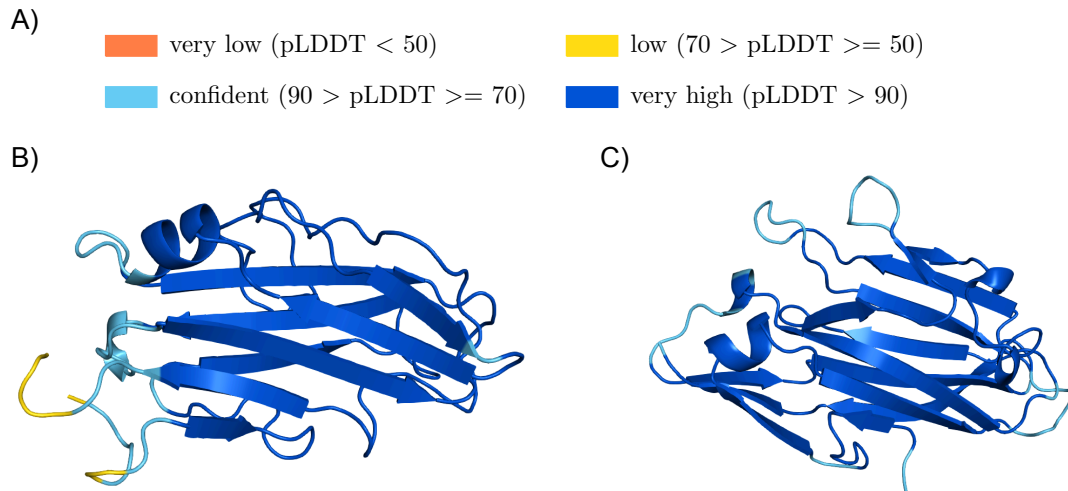 A)
very low (pLDDT < 50)
low (70 > pLDDT >= 50)
confident (90 > pLDDT >= 70)
very high (pLDDT > 90)
B)
C)